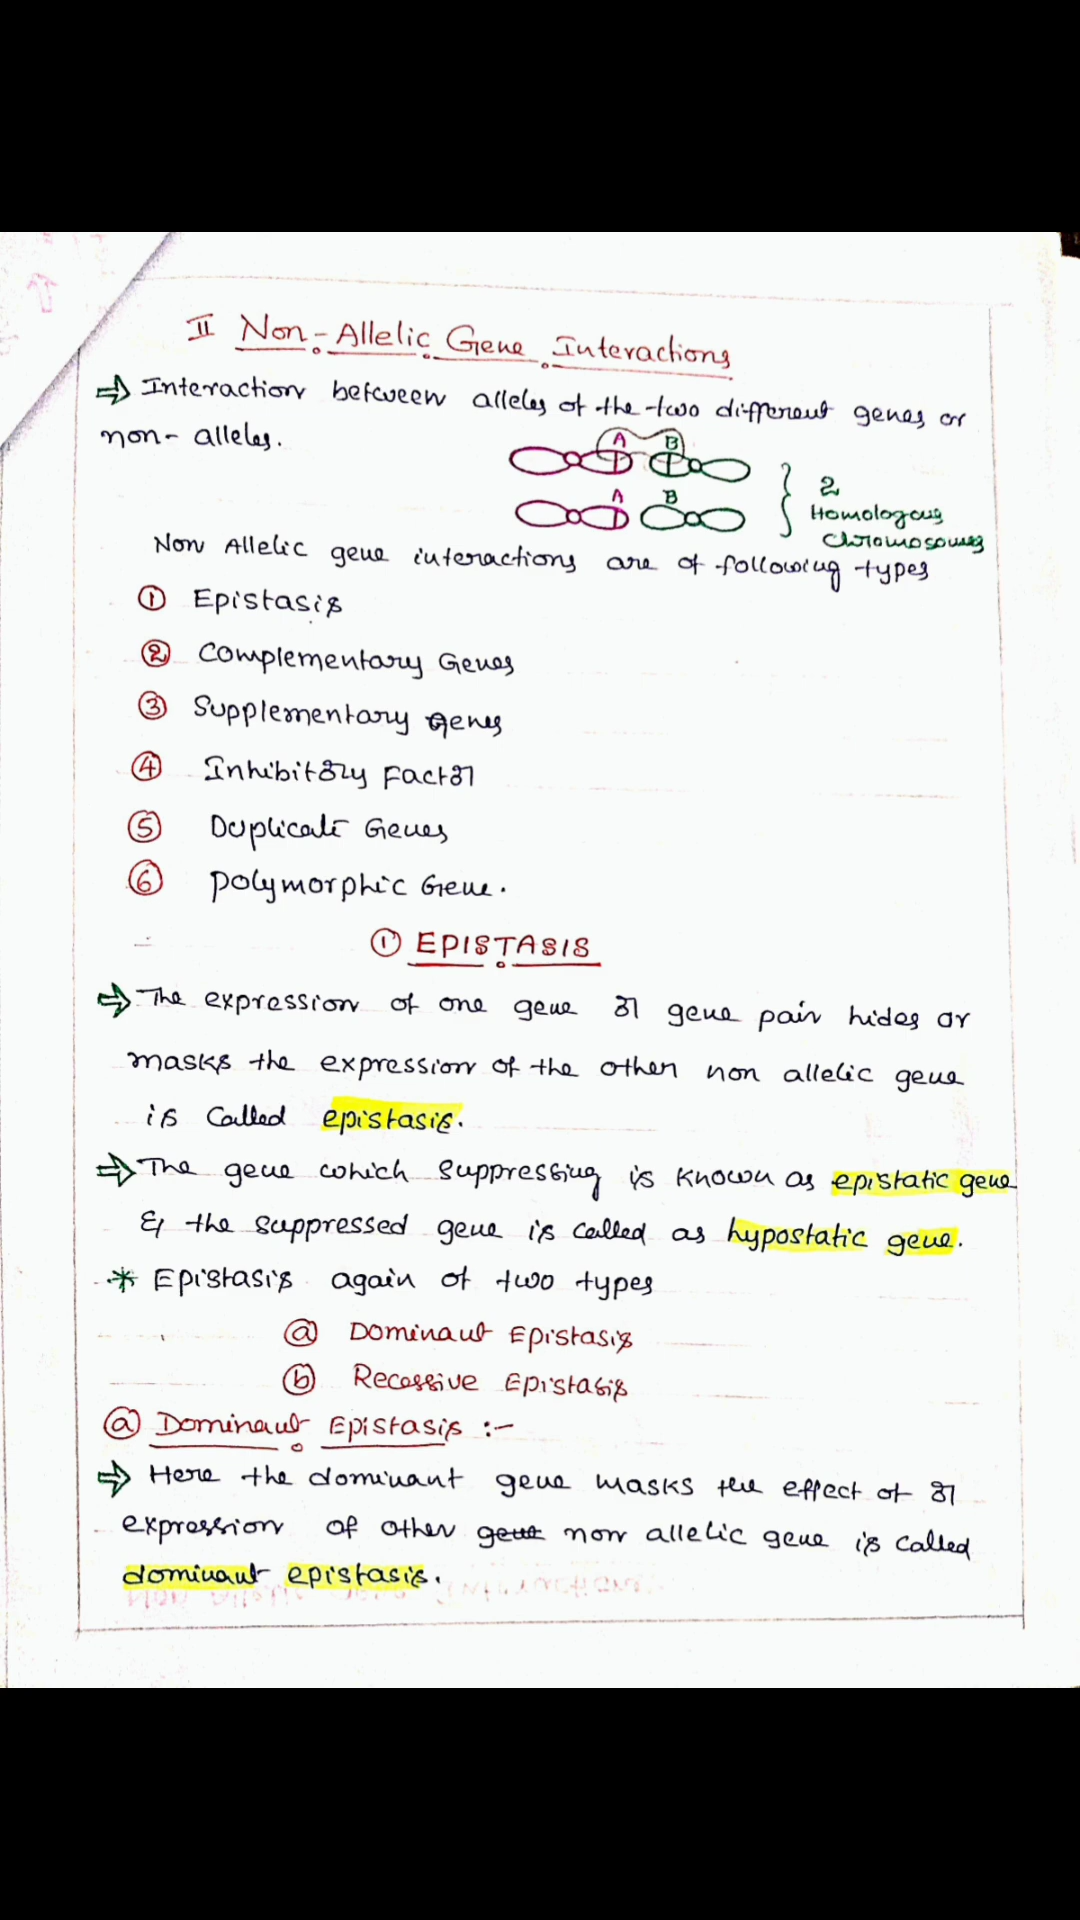 II Non-Allelic Gene Interactions
⇒ Interaction between alleles of the two different genes or
non-alleles.
A B
A B
} 2
Homologous
Chromosomes
Non Allelic gene interactions are of following types
① Epistasis
② Complementary Genes
③ Supplementary Genes
④ Inhibitory Factor
⑤ Duplicate Genes
⑥ Polymorphic Gene.
① EPISTASIS
⇒ The expression of one gene or gene pair hides or
masks the expression of the other non allelic gene
is Called epistasis.
⇒ The gene which suppressing is known as epistatic gene
& the suppressed gene is called as hypostatic gene.
* Epistasis again of two types
ⓐ Dominant Epistasis
ⓑ Recessive Epistasis
ⓐ Dominant Epistasis :-
⇒ Here the dominant gene masks the effect of or
expression of other gene non allelic gene is called
dominant epistasis.